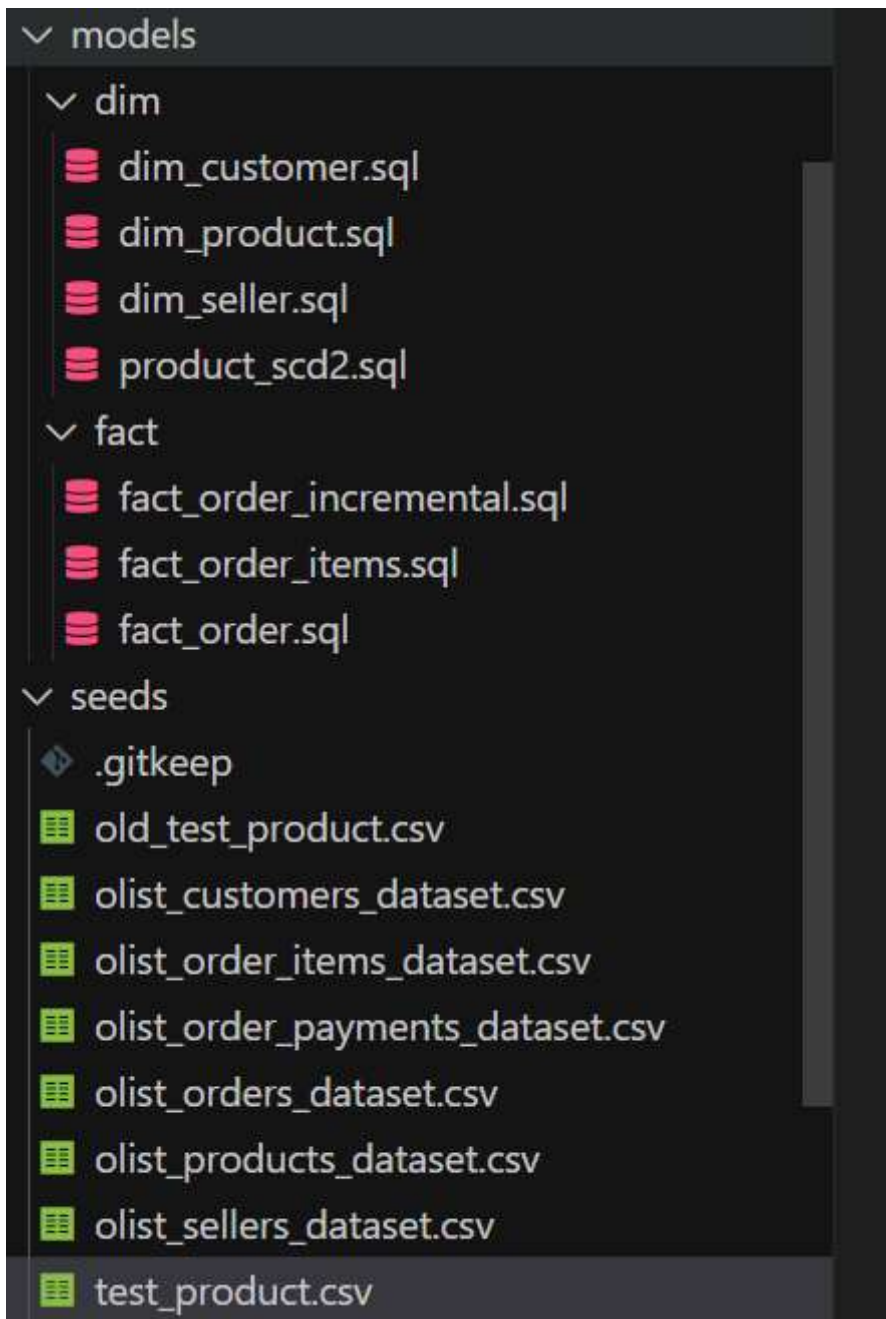 models
dim
dim_customer.sql
dim_product.sql
dim_seller.sql
product_scd2.sql
fact
fact_order_incremental.sql
fact_order_items.sql
fact_order.sql
seeds
.gitkeep
old_test_product.csv
olist_customers_dataset.csv
olist_order_items_dataset.csv
olist_order_payments_dataset.csv
olist_orders_dataset.csv
olist_products_dataset.csv
olist_sellers_dataset.csv
test_product.csv